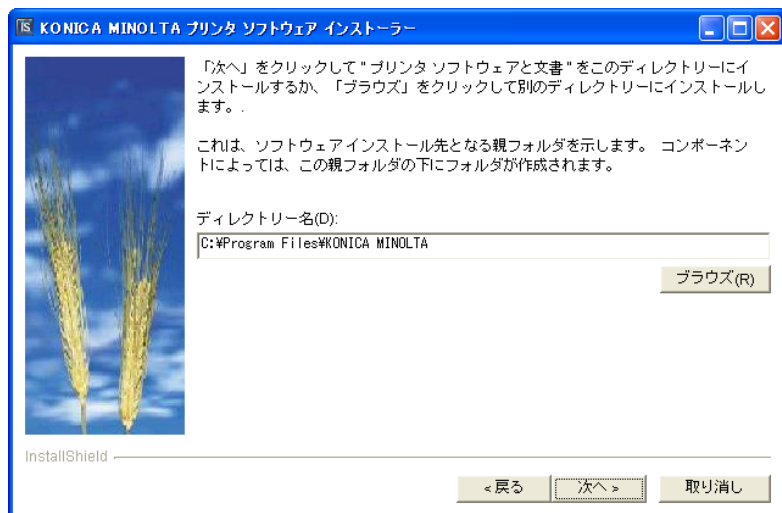 KONICA MINOLTA プリンタ ソフトウェア インストーラー
「次へ」をクリックして "プリンタ ソフトウェアと文書" をこのディレクトリーにイ
ンストールするか、「ブラウズ」をクリックして別のディレクトリーにインストールし
ます。.
これは、ソフトウェアインストール先となる親フォルダを示します。 コンポーネン
トによっては、この親フォルダの下にフォルダが作成されます。
ディレクトリー名(D):
C:¥Program Files¥KONICA MINOLTA
ブラウズ(R)
InstallShield
«戻る
次へ»
取り消し